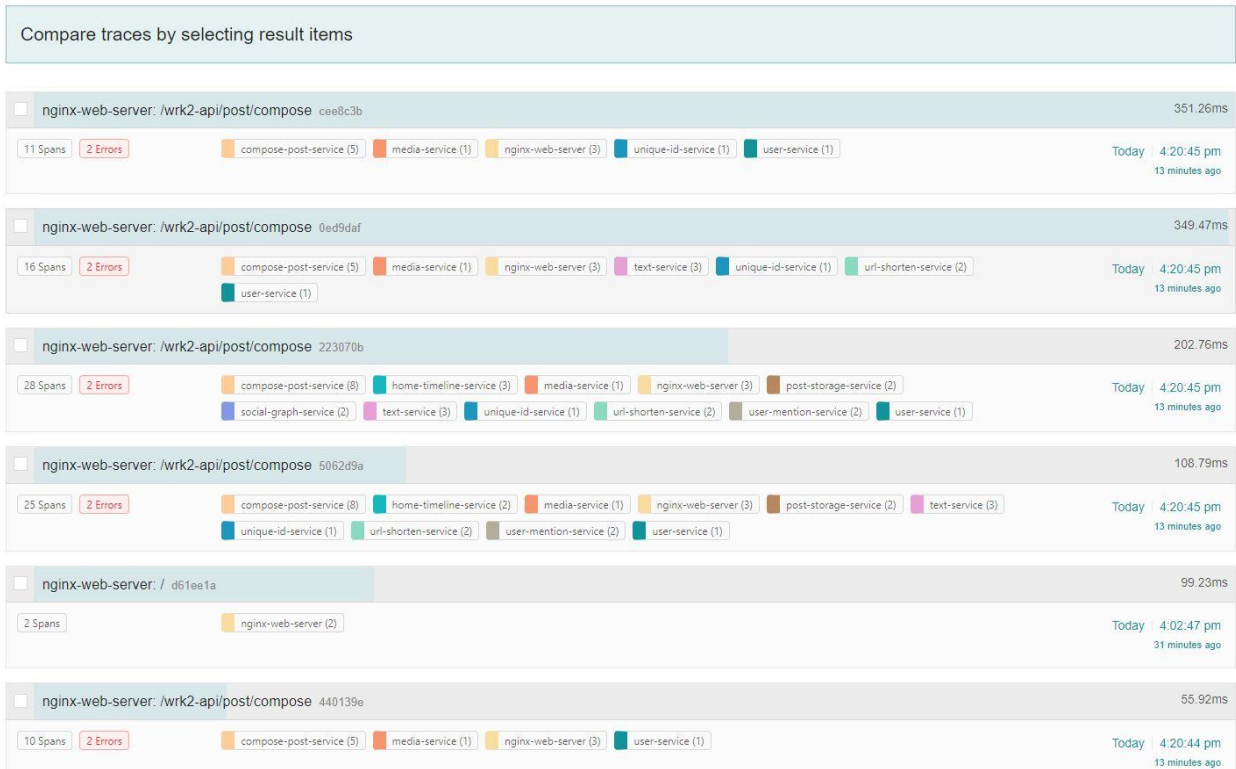 Compare traces by selecting result items
nginx-web-server: /wrk2-api/post/compose cee8c3b 351.26ms
11 Spans 2 Errors compose-post-service (5) media-service (1) nginx-web-server (3) unique-id-service (1) user-service (1) Today 4:20:45 pm
13 minutes ago
nginx-web-server: /wrk2-api/post/compose 0ed9daf 349.47ms
16 Spans 2 Errors compose-post-service (5) media-service (1) nginx-web-server (3) text-service (3) unique-id-service (1) url-shorten-service (2) Today 4:20:45 pm
user-service (1) 13 minutes ago
nginx-web-server: /wrk2-api/post/compose 223070b 202.76ms
28 Spans 2 Errors compose-post-service (8) home-timeline-service (3) media-service (1) nginx-web-server (3) post-storage-service (2) Today 4:20:45 pm
social-graph-service (2) text-service (3) unique-id-service (1) url-shorten-service (2) user-mention-service (2) user-service (1) 13 minutes ago
nginx-web-server: /wrk2-api/post/compose 5062d9a 108.79ms
25 Spans 2 Errors compose-post-service (8) home-timeline-service (2) media-service (1) nginx-web-server (3) post-storage-service (2) text-service (3) Today 4:20:45 pm
unique-id-service (1) url-shorten-service (2) user-mention-service (2) user-service (1) 13 minutes ago
nginx-web-server: / d61ee1a 99.23ms
2 Spans nginx-web-server (2) Today 4:02:47 pm
31 minutes ago
nginx-web-server: /wrk2-api/post/compose 440139e 55.92ms
10 Spans 2 Errors compose-post-service (5) media-service (1) nginx-web-server (3) user-service (1) Today 4:20:44 pm
13 minutes ago